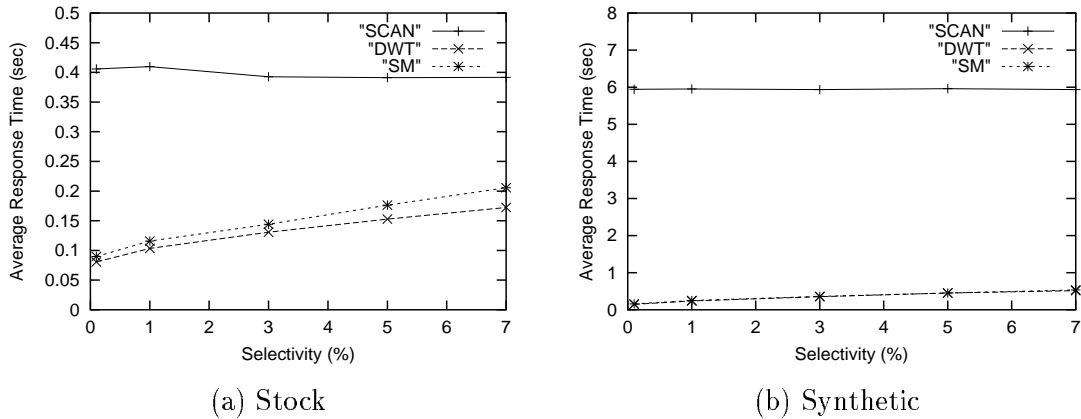 0.5
0.45
0.4
0.35
0.3
0.25
0.2
0.15
0.1
0.05
0
Average Response Time (sec)
"SCAN"
"DWT"
"SM"
0 1 2 3 4 5 6 7
Selectivity (%)
(a) Stock
8
7
6
5
4
3
2
1
0
Average Response Time (sec)
"SCAN"
"DWT"
"SM"
0 1 2 3 4 5 6 7
Selectivity (%)
(b) Synthetic